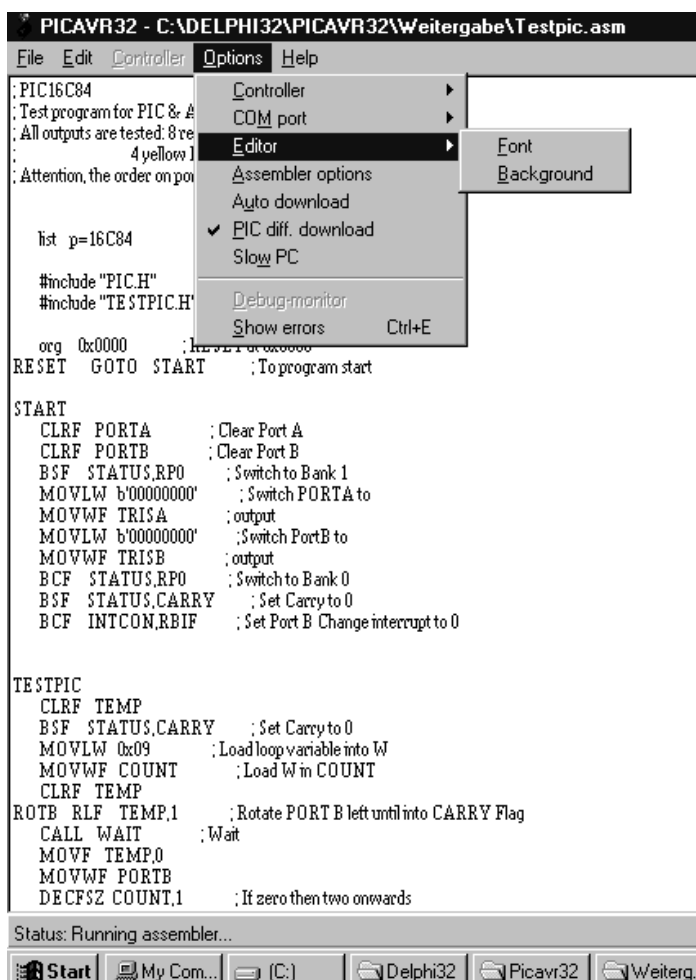 PICAVR32 - C:\DELPHI32\PICAVR32\Weitergabe\Testpic.asm
File Edit Controller Options Help
Controller
COM port
Editor
Assembler options
Auto download
PIC diff. download
Slow PC
Debug-monitor
Show errors Ctrl+E
Font
Background
; PIC16C84
; Test program for PIC &
; All outputs are tested: 8
; 4 yellow
; Attention, the order on
list p=16C84
#include "PIC.H"
#include "TESTPIC.H"
org 0x0000 ; RESET at 0x0000
RESET GOTO START ; To program start
START
CLRF PORTA ; Clear Port A
CLRF PORTB ; Clear Port B
BSF STATUS,RP0 ; Switch to Bank 1
MOVLW b'00000000' ; Switch PORTA to
MOVWF TRISA ; output
MOVLW b'00000000' ; Switch PortB to
MOVWF TRISB ; output
BCF STATUS,RP0 ; Switch to Bank 0
BSF STATUS,CARRY ; Set Carry to 0
BCF INTCON,RBIF ; Set Port B Change interrupt to 0
TESTPIC
CLRF TEMP
BSF STATUS,CARRY ; Set Carry to 0
MOVLW 0x09 ; Load loop variable into W
MOVWF COUNT ; Load W in COUNT
CLRF TEMP
ROTB RLF TEMP,1 ; Rotate PORT B left until into CARRY Flag
CALL WAIT ; Wait
MOVF TEMP,0
MOVWF PORTB
DECFSZ COUNT,1 ; If zero then two onwards
Status: Running assembler...
Start My Com... (C:) Delphi32 Picavr32 Weiterg